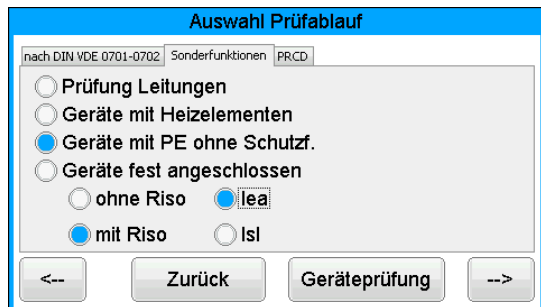 Auswahl Prüfablauf
nach DIN VDE 0701-0702 Sonderfunktionen PRCD
Prüfung Leitungen
Geräte mit Heizelementen
Geräte mit PE ohne Schutzf.
Geräte fest angeschlossen
ohne Riso Iea
mit Riso Isl
<-- Zurück Geräteprüfung -->